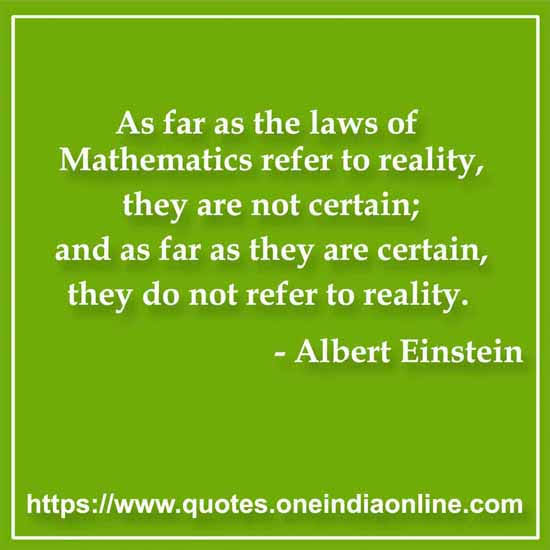 As far as the laws of
Mathematics refer to reality,
they are not certain;
and as far as they are certain,
they do not refer to reality.
- Albert Einstein
https://www.quotes.oneindiaonline.com